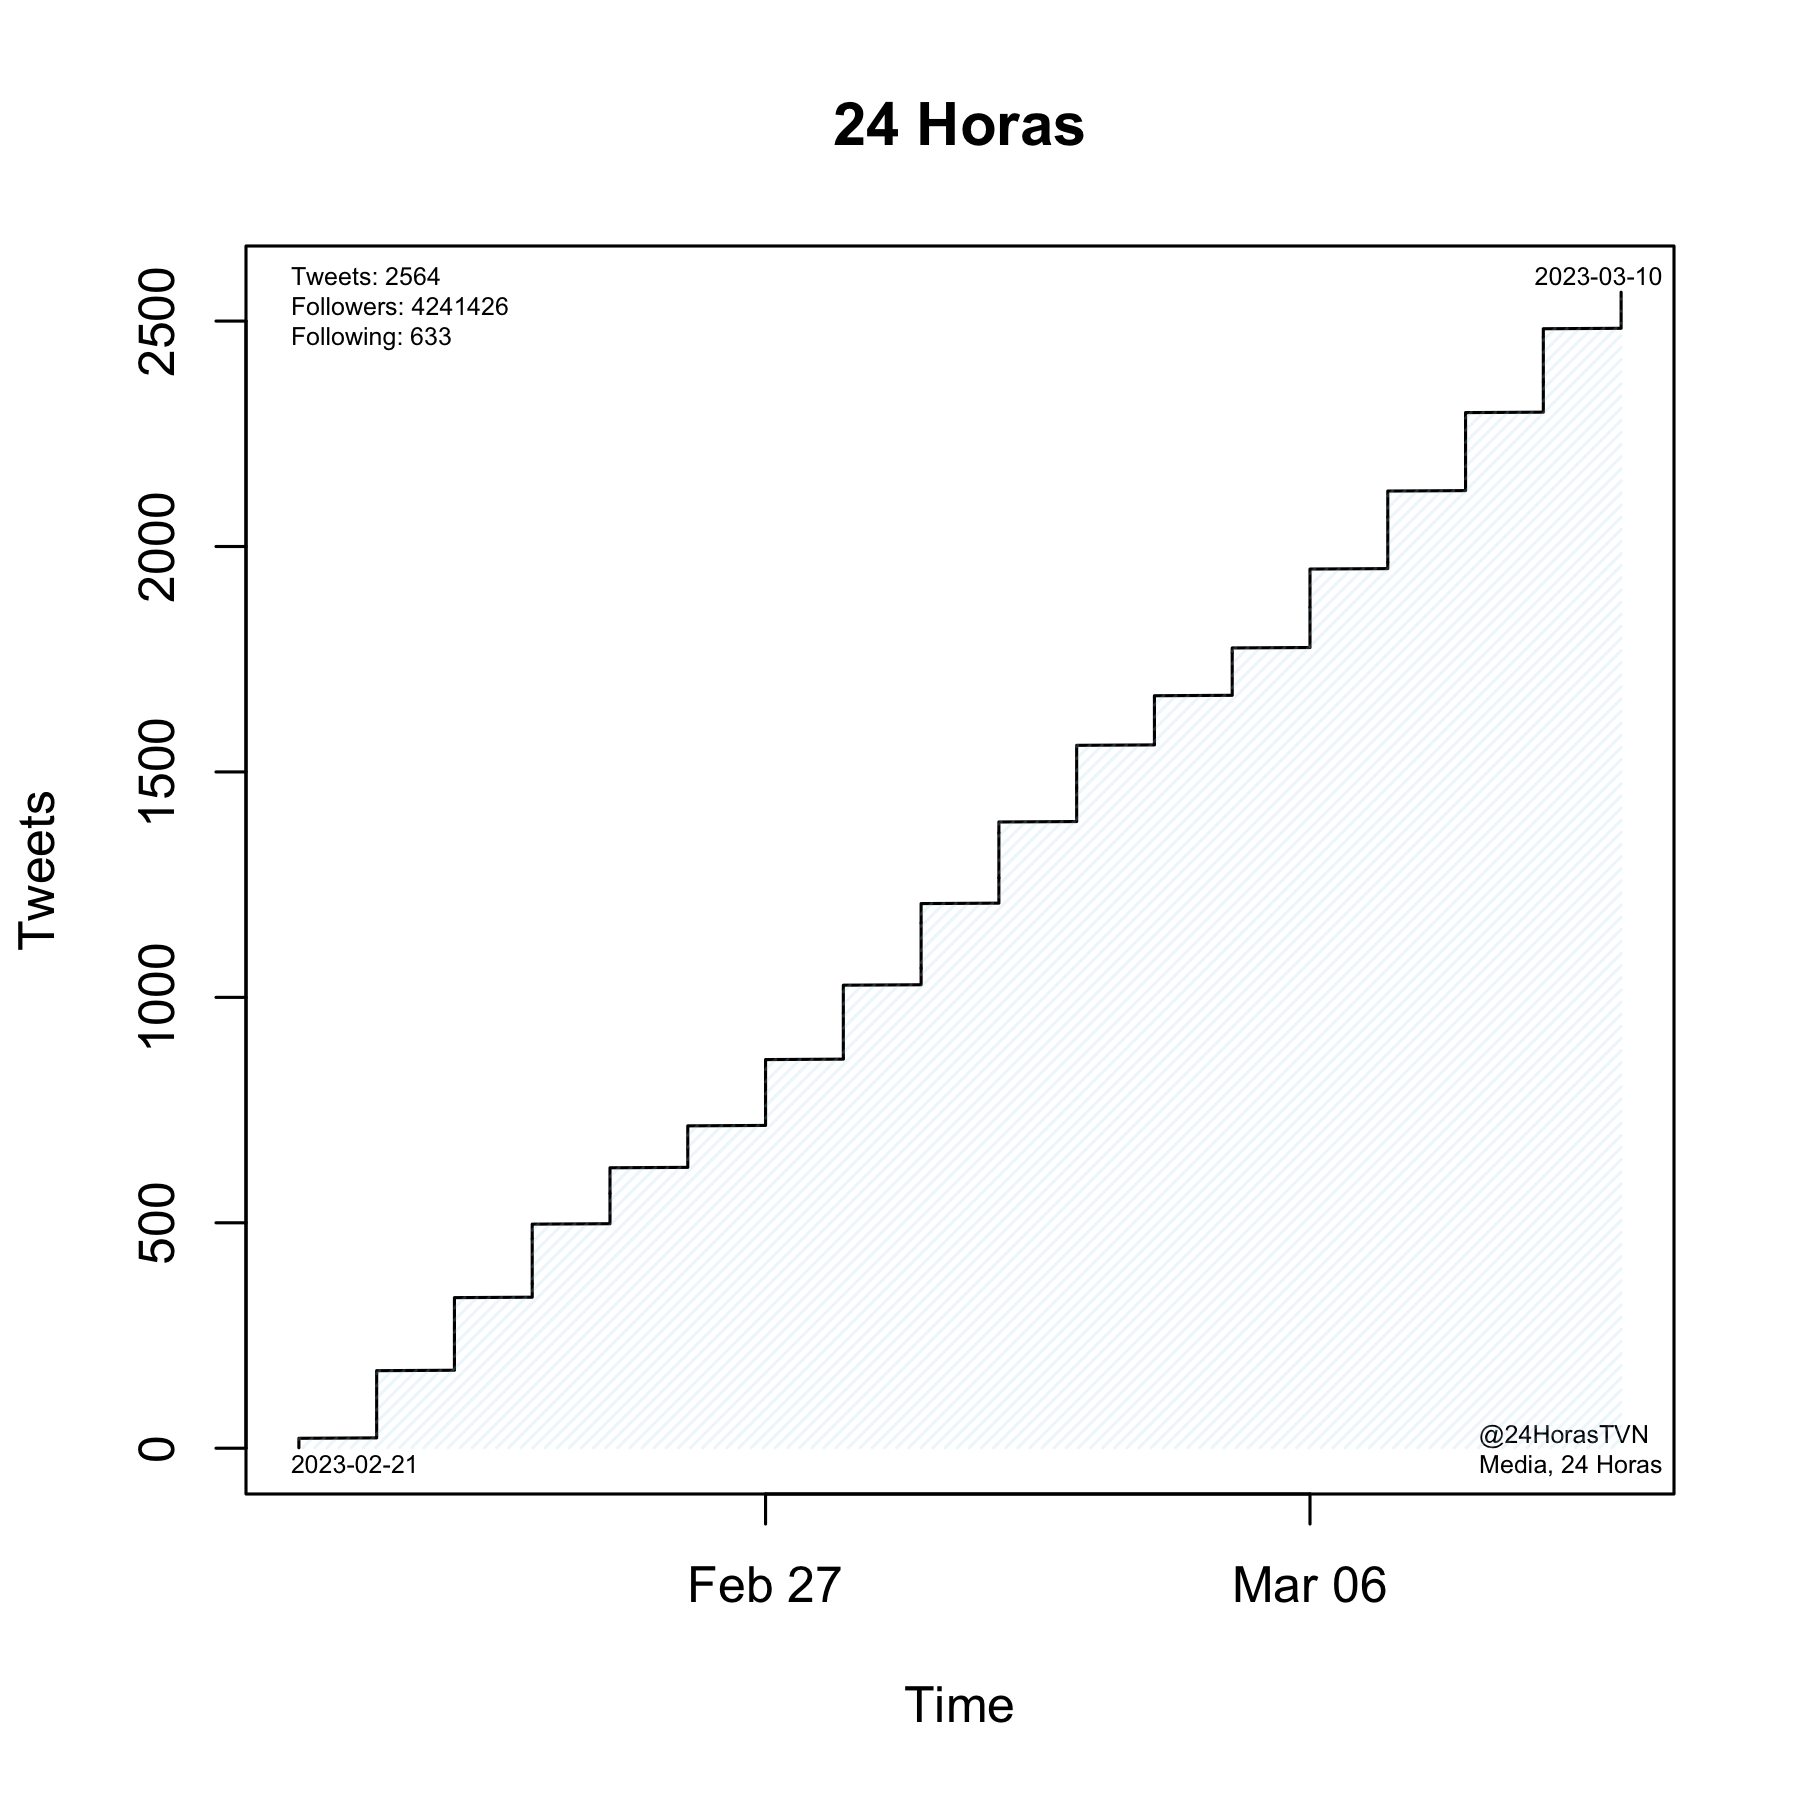 24 Horas
Tweets: 2564
Followers: 4241426
Following: 633
2023-03-10
2500
2000
1500
1000
500
0
Tweets
2023-02-21
@24HorasTVN
Media, 24 Horas
Feb 27
Mar 06
Time